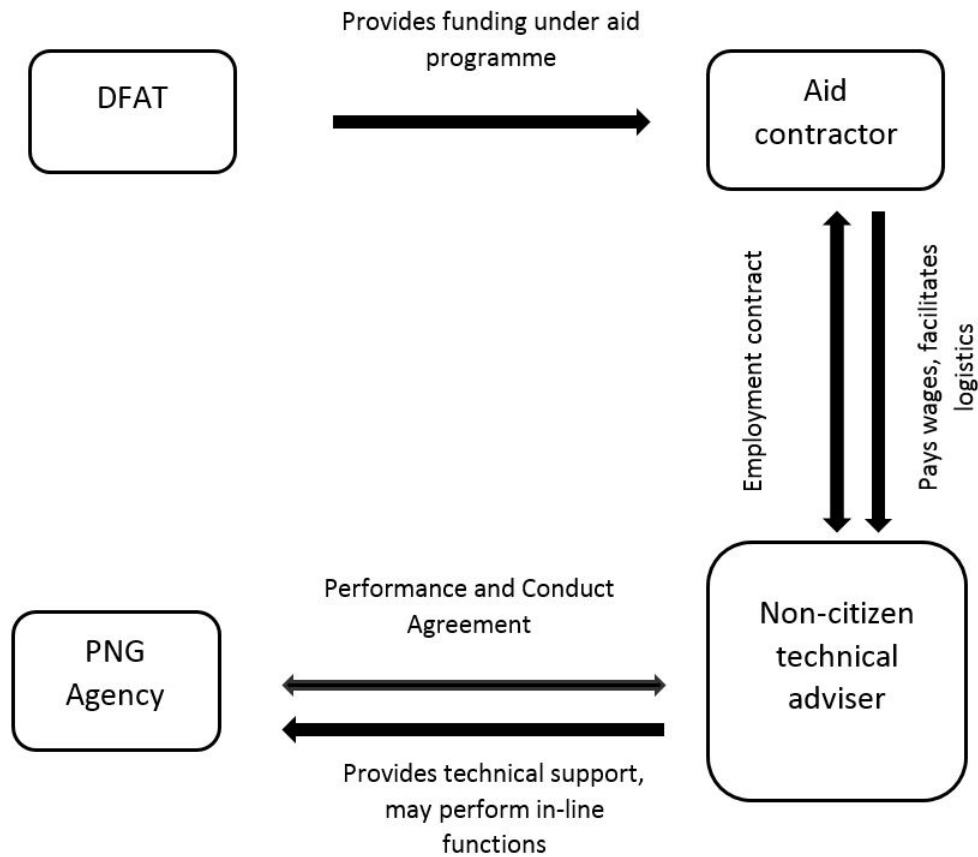 Provides funding under aid
programme
DFAT
Aid
contractor
Employment contract
Pays wages, facilitates
logistics
Performance and Conduct
Agreement
PNG
Agency
Non-citizen
technical
adviser
Provides technical support,
may perform in-line
functions